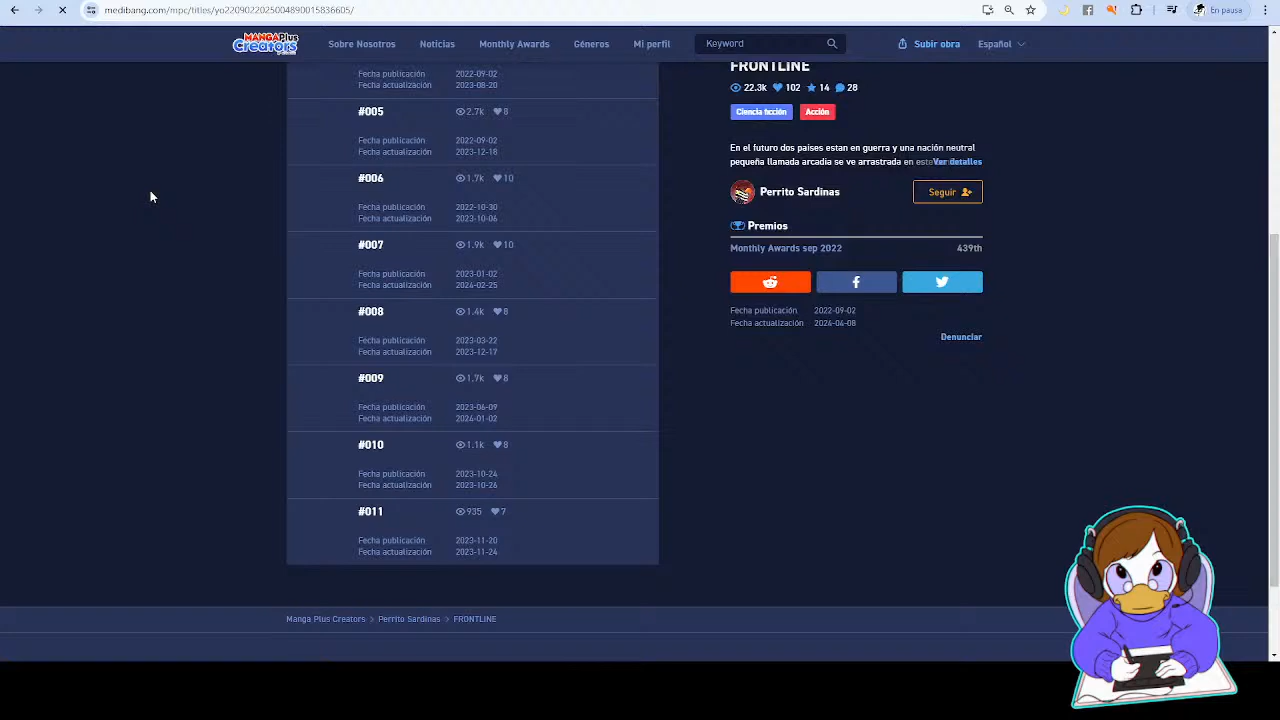 medibang.com/mpc/titles/yo2209022025004890015836605/
En pausa
MANGA Plus
Creators
Sobre Nosotros
Noticias
Monthly Awards
Géneros
Mi perfil
Keyword
Subir obra
Español
Fecha publicación 2022-09-02
Fecha actualización 2023-08-20
#005 2.7k 8
Fecha publicación 2022-09-02
Fecha actualización 2023-12-18
#006 1.7k 10
Fecha publicación 2022-10-30
Fecha actualización 2023-10-06
#007 1.9k 10
Fecha publicación 2023-01-02
Fecha actualización 2024-02-25
#008 1.4k 8
Fecha publicación 2023-03-22
Fecha actualización 2023-12-17
#009 1.7k 8
Fecha publicación 2023-06-09
Fecha actualización 2024-01-02
#010 1.1k 8
Fecha publicación 2023-10-24
Fecha actualización 2023-10-26
#011 935 7
Fecha publicación 2023-11-20
Fecha actualización 2023-11-24
FRONTLINE
22.3k 102 14 28
Ciencia ficción Acción
En el futuro dos países estan en guerra y una nación neutral
pequeña llamada arcadia se ve arrastrada en Ver detalles
Perrito Sardinas
Seguir
Premios
Monthly Awards sep 2022 439th
Fecha publicación 2022-09-02
Fecha actualización 2024-04-08
Denunciar
Manga Plus Creators > Perrito Sardinas > FRONTLINE